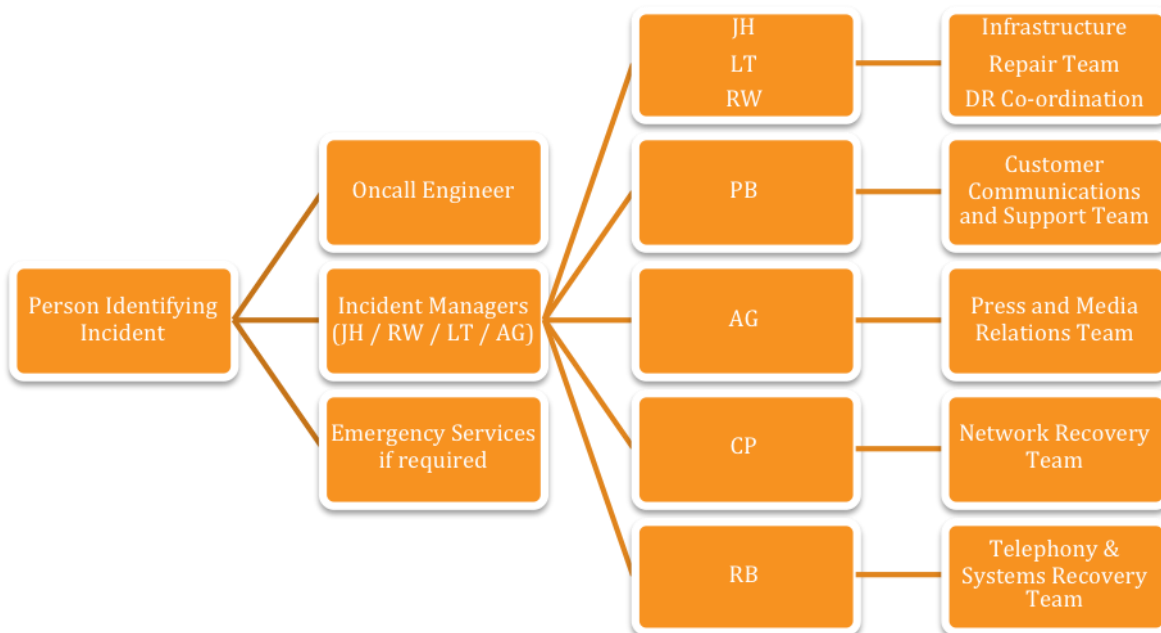 Person Identifying
Incident
Oncall Engineer
Incident Managers
(JH / RW / LT / AG)
Emergency Services
if required
JH
LT
RW
Infrastructure
Repair Team
DR Co-ordination
PB
Customer
Communications
and Support Team
AG
Press and Media
Relations Team
CP
Network Recovery
Team
RB
Telephony &
Systems Recovery
Team